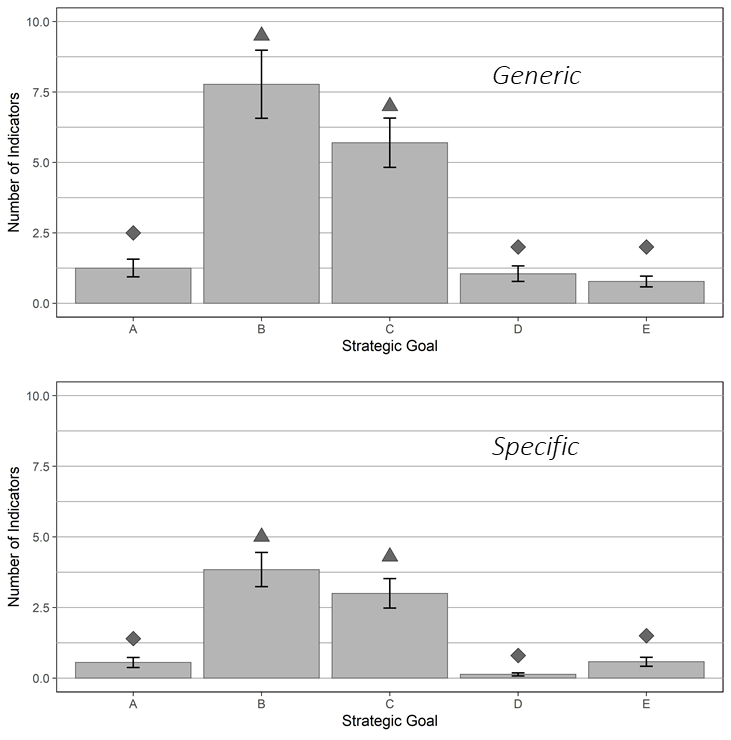 10.0
7.5
5.0
2.5
0.0
Number of Indicators
Generic
A B C D E
Strategic Goal
10.0
7.5
5.0
2.5
0.0
Number of Indicators
Specific
A B C D E
Strategic Goal